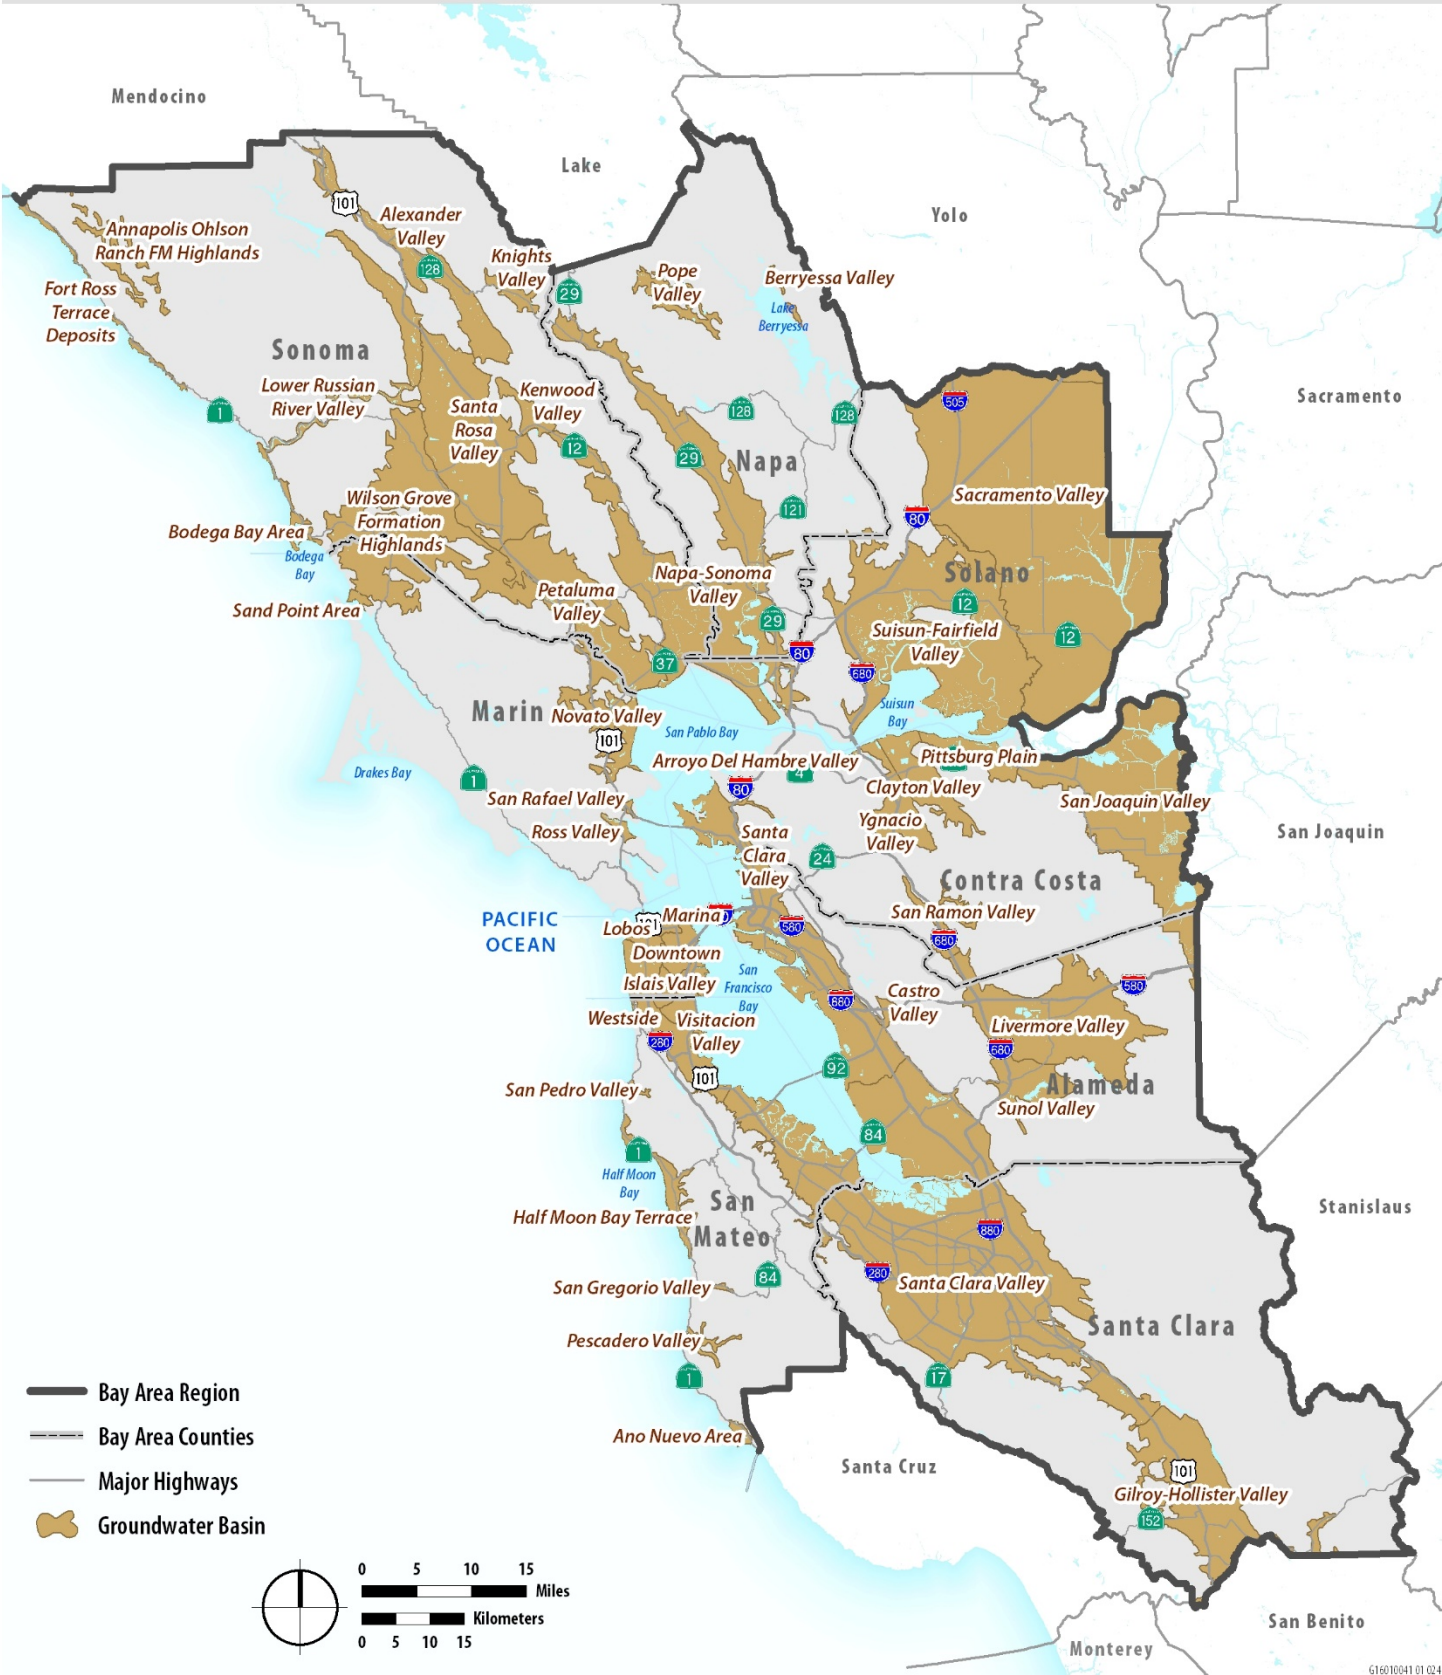 Mendocino
Lake
Yolo
101
Alexander
Valley
Annapolis Ohlson
Ranch FM Highlands
128
Knights
Valley
29
Pope
Valley
Berryessa Valley
Lake
Berryessa
Fort Ross
Terrace
Deposits
Sonoma
Lower Russian
River Valley
1
Kenwood
Valley
Santa
Rosa
Valley
12
128
128
505
Sacramento
29
Napa
121
80
Sacramento Valley
Wilson Grove
Formation
Highlands
Bodega Bay Area
Bodega
Bay
Sand Point Area
Petaluma
Valley
Napa-Sonoma
Valley
29
Solano
12
12
Suisun-Fairfield
Valley
37
80
680
Suisun
Bay
Marin
Novato Valley
101
San Pablo Bay
Drakes Bay
1
Arroyo Del Hambre Valley
4
80
Pittsburg Plain
Clayton Valley
San Joaquin Valley
San Rafael Valley
Ross Valley
Ygnacio
Valley
San Joaquin
Santa
Clara
Valley
24
Contra Costa
San Ramon Valley
PACIFIC
OCEAN
Lobos
101
Marina
580
680
Downtown
San
Francisco
Bay
Islais Valley
680
Castro
Valley
580
Westside
280
Visitacion
Valley
Livermore Valley
680
101
92
Alameda
San Pedro Valley
Sunol Valley
84
1
Half Moon
Bay
Half Moon Bay Terrace
San
Mateo
Stanislaus
880
84
280
Santa Clara Valley
San Gregorio Valley
Pescadero Valley
Santa Clara
1
17
Ano Nuevo Area
Santa Cruz
101
Gilroy-Hollister Valley
152
Bay Area Region
Bay Area Counties
Major Highways
Groundwater Basin
0 5 10 15
Miles
Kilometers
0 5 10 15
San Benito
Monterey
G16010041 01 024